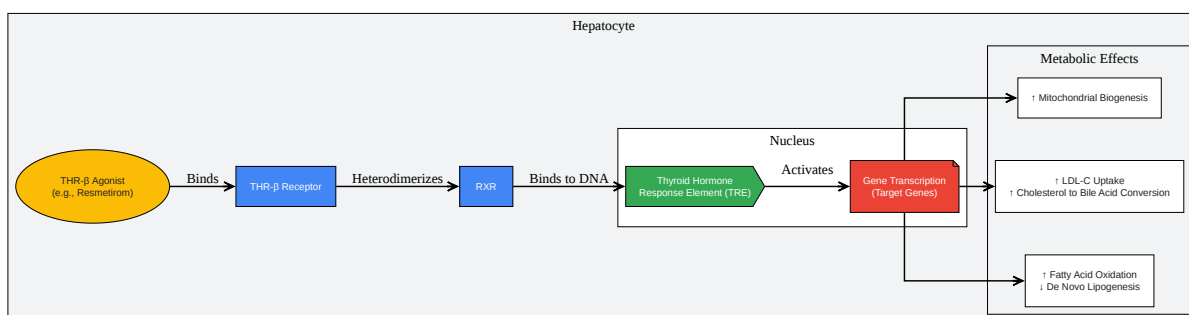 Hepatocyte
Metabolic Effects
↑ Mitochondrial Biogenesis
Nucleus
THR-β Agonist
(e.g., Resmetirom)
Binds
THR-β Receptor
Heterodimerizes
RXR
Binds to DNA
Thyroid Hormone
Response Element (TRE)
Activates
Gene Transcription
(Target Genes)
↑ LDL-C Uptake
↑ Cholesterol to Bile Acid Conversion
↑ Fatty Acid Oxidation
↓ De Novo Lipogenesis